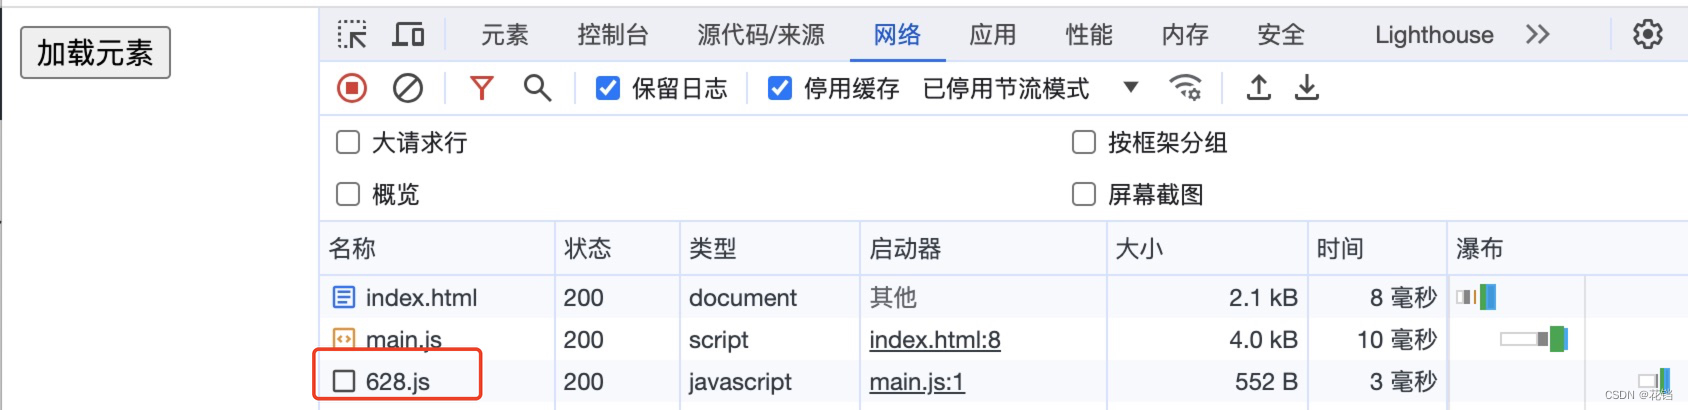 加载元素
元素 控制台 源代码/来源 网络 应用 性能 内存 安全 Lighthouse
保留日志 停用缓存 已停用节流模式
大请求行 按框架分组
概览 屏幕截图
名称 状态 类型 启动器 大小 时间 瀑布
index.html 200 document 其他 2.1 kB 8 毫秒
main.js 200 script index.html:8 4.0 kB 10 毫秒
628.js 200 javascript main.js:1 552 B 3 毫秒
CSDN @花铛